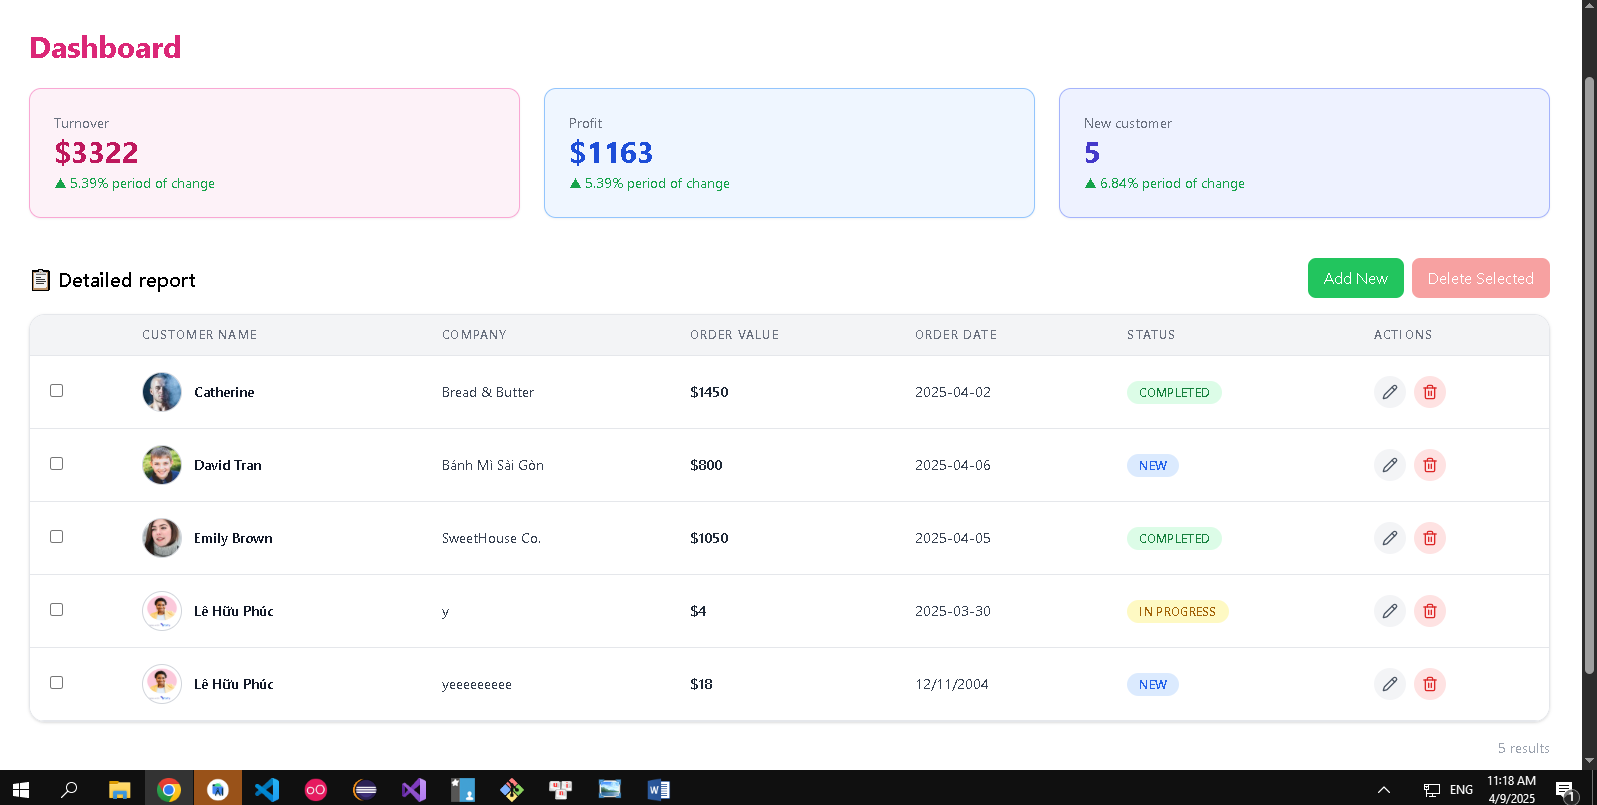 Dashboard
Turnover
$3322
▲ 5.39% period of change
Profit
$1163
▲ 5.39% period of change
New customer
5
▲ 6.84% period of change
📋 Detailed report
Add New
Delete Selected
CUSTOMER NAME COMPANY ORDER VALUE ORDER DATE STATUS ACTIONS
Catherine Bread & Butter $1450 2025-04-02 COMPLETED
David Tran Bánh Mì Sài Gòn $800 2025-04-06 NEW
Emily Brown SweetHouse Co. $1050 2025-04-05 COMPLETED
Lê Hữu Phúc y $4 2025-03-30 IN PROGRESS
Lê Hữu Phúc yeeeeeeeee $18 12/11/2004 NEW
5 results
ENG
11:18 AM
4/9/2025
1